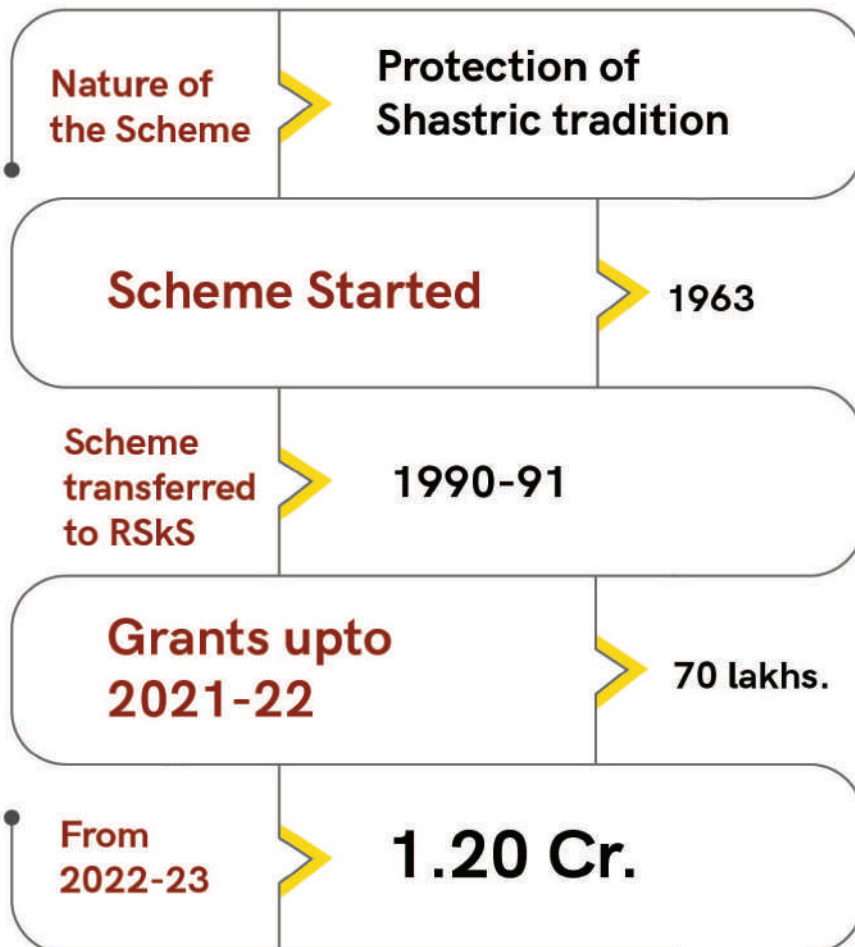 Nature of
the Scheme
Protection of
Shastric tradition
Scheme Started
1963
Scheme
transferred
to RSkS
1990-91
Grants upto
2021-22
70 lakhs.
From
2022-23
1.20 Cr.